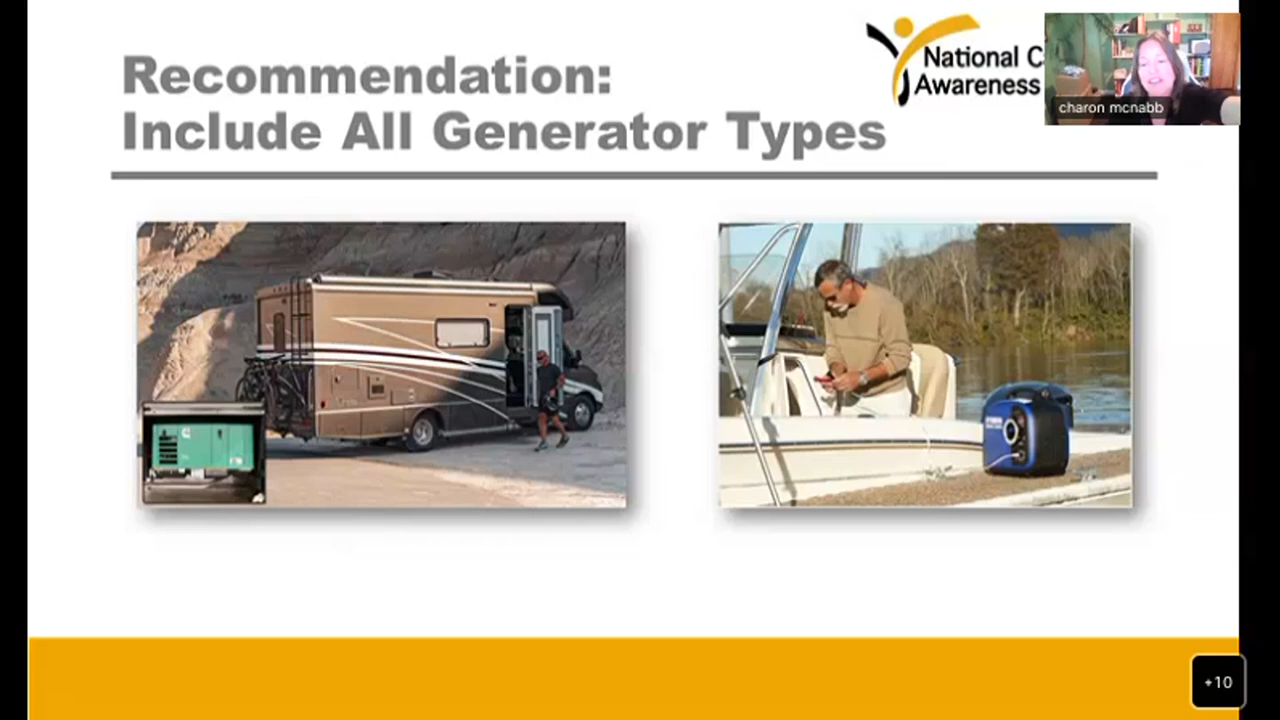 Recommendation:
Include All Generator Types
National C
Awareness
charon mcnabb
+10